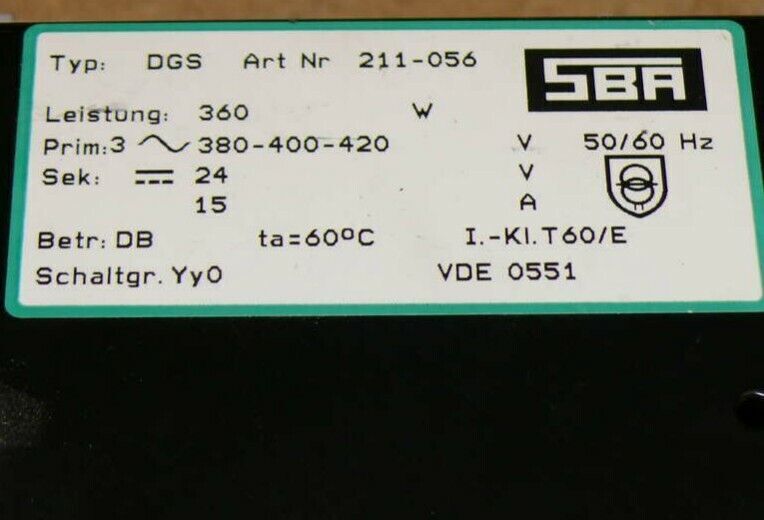 Typ: DGS Art Nr 211-056 SBA
Leistung: 360 W
Prim: 3 ~ 380-400-420 V 50/60 Hz
Sek: ⎓ 24 V
15 A
Betr: DB ta=60°C I.-Kl. T60/E
Schaltgr. Yy0 VDE 0551